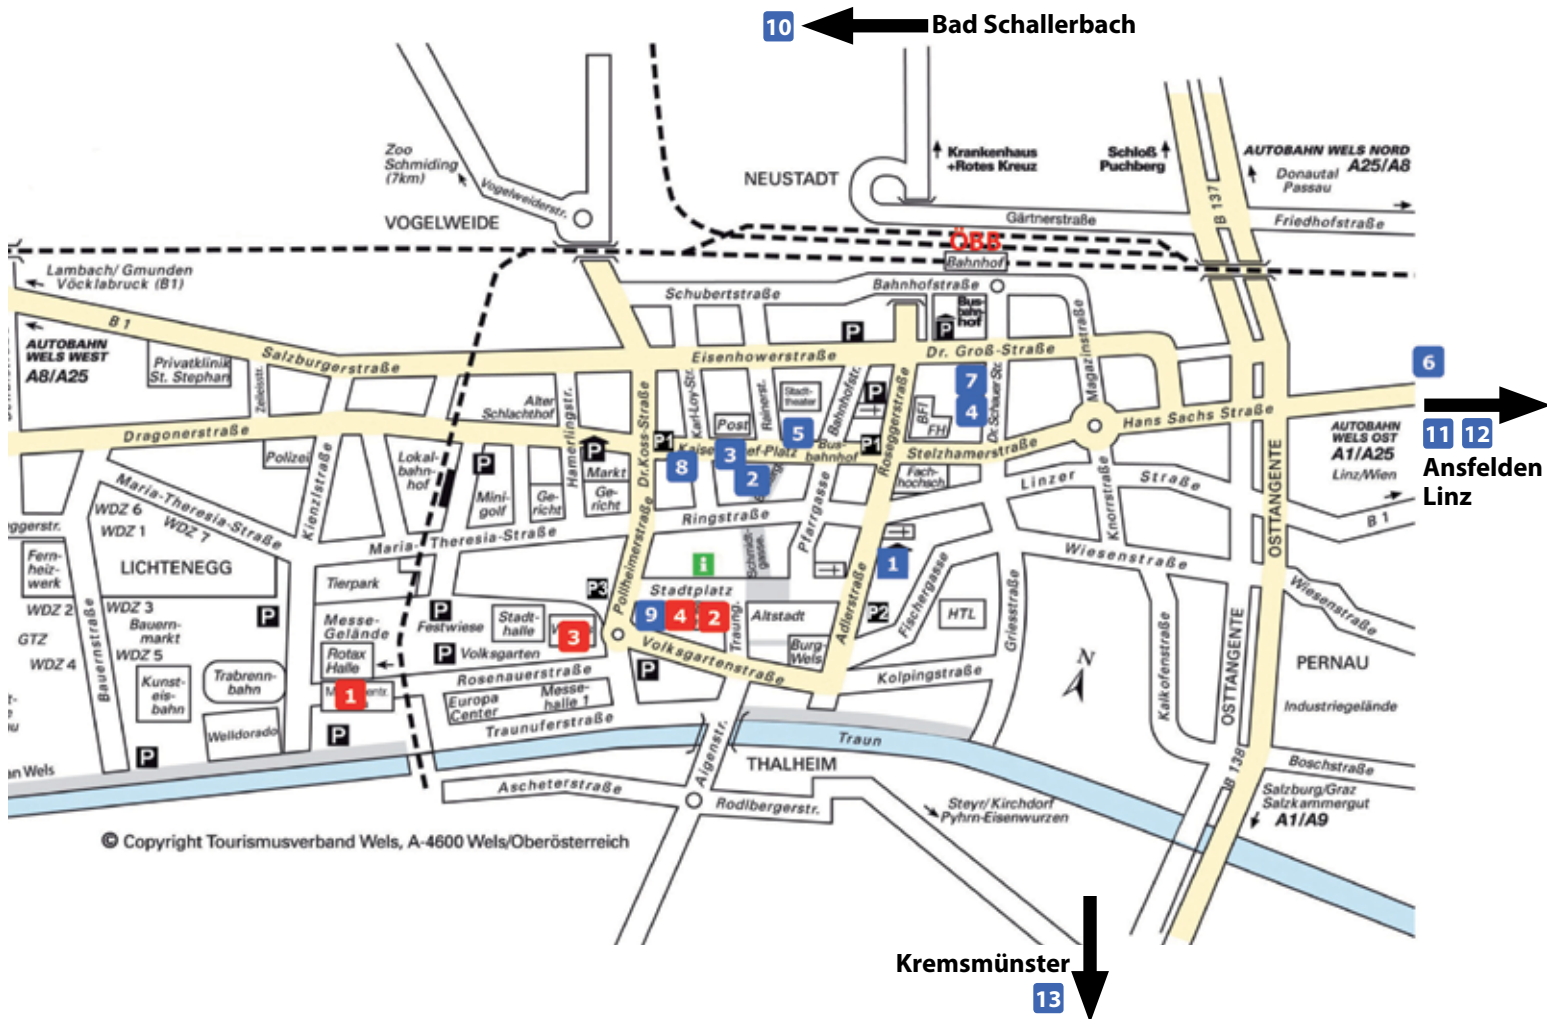 10
Bad Schallerbach
Zoo
Schmiding
(7km)
Vogelweiderstr.
VOGELWEIDE
NEUSTADT
Krankenhaus
+Rotes Kreuz
Schloß
Puchberg
B 137
AUTOBAHN WELS NORD
A25/A8
Donautal
Passau
Gärtnerstraße
Friedhofstraße
ÖBB
Bahnhof
Lambach/ Gmunden
Vöcklabruck (B1)
Schubertstraße
Bahnhofstraße
Bus-
bahn-
hof
P
P
B 1
AUTOBAHN
WELS WEST
A8/A25
Privatklinik
St. Stephan
Salzburgerstraße
Eisenhowerstraße
Dr. Groß-Straße
Magazinstraße
6
Zeileisstr.
Alter
Schlachthof
Hamerlingstr.
Dr.Koss-Straße
Karl-Loy-Str.
Rainerst.
Stadt-
theater
Bahnhofstr.
P
Roseggerstraße
BFI
FH
7
4
Dr. Schauer Str.
Hans Sachs Straße
11
12
Ansfelden
Linz
AUTOBAHN
WELS OST
A1/A25
Linz/Wien
B 1
Dragonerstraße
Polizei
Kienzlstraße
Lokal-
bahn-
hof
P
P
Markt
P1
Post
5
8
3
2
Bus-
bahnhof
P1
Stelzhamerstraße
Fach-
hochsch.
Linzer
Straße
Knorrstraße
OSTTANGENTE
Maria-Theresia-Straße
WDZ 6
WDZ 1
WDZ 7
Mini-
golf
Ge-
richt
Ge-
richt
Ringstraße
Pfarrgasse
eggerstr.
Fern-
heiz-
werk
LICHTENEGG
Maria-Theresia-Straße
Pollheimerstraße
Schmidt-
gasse
i
1
Adlerstraße
Fischergasse
Wiesenstraße
Wiesenstraße
Tierpark
WDZ 2
WDZ 3
Bauern-
markt
GTZ
WDZ 5
WDZ 4
Bauernstraße
P
Messe-
Gelände
Rotax
Halle
P
Festwiese
P
Volksgarten
Stadt-
halle
3
P3
Stadtplatz
9
4
2
Traung.
Altstadt
Burg-
Wels
P2
HTL
Griesstraße
Kalkofenstraße
OSTTANGENTE
PERNAU
Industriegelände
N
Volksgartenstraße
P
Kolpingstraße
Kunst-
eis-
bahn
Trabrenn-
bahn
Welldorado
1
P
P
Rosenauerstraße
Europa
Center
Messe-
halle 1
Traunuferstraße
Traun
THALHEIM
Aigenstr.
an Wels
Ascheterstraße
Rodlbergerstr.
Steyr/Kirchdorf
Pyhrn-Eisenwurzen
B 138
Boschstraße
Salzburg/Graz
Salzkammergut
A1/A9
© Copyright Tourismusverband Wels, A-4600 Wels/Oberösterreich
Kremsmünster
13